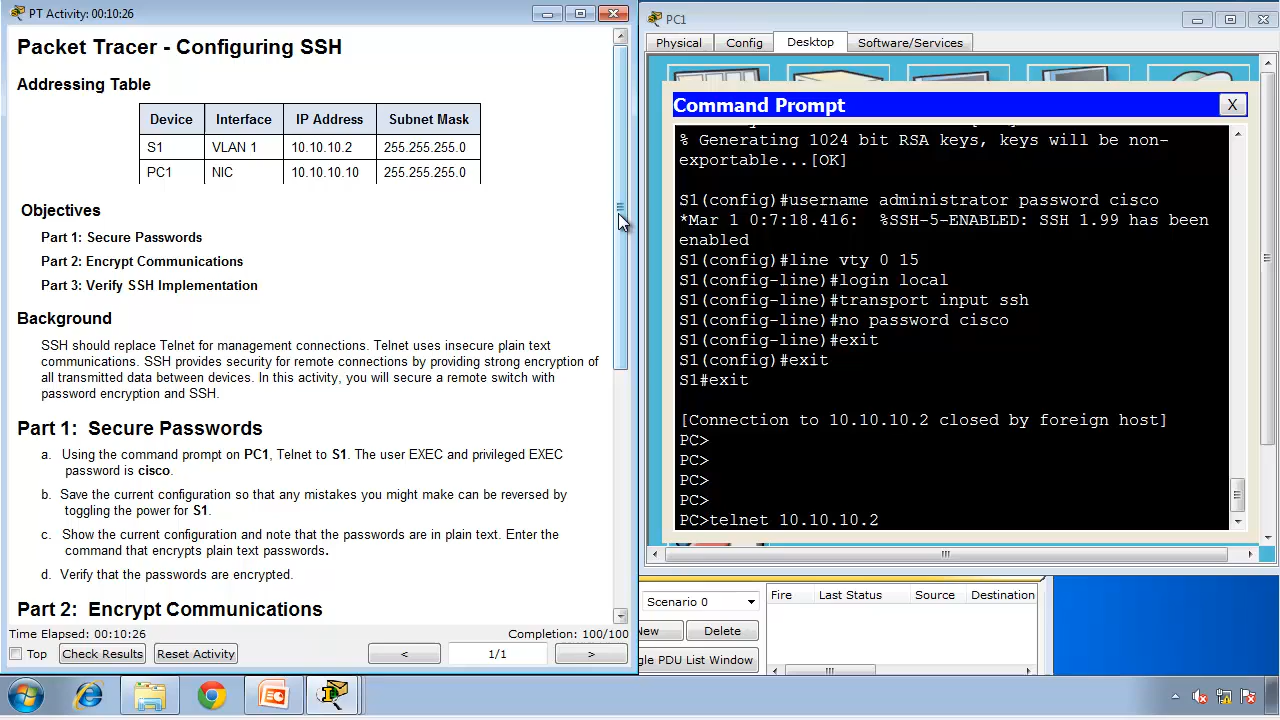 PT Activity: 00:10:26
Packet Tracer - Configuring SSH
Addressing Table
Device Interface IP Address Subnet Mask
S1 VLAN 1 10.10.10.2 255.255.255.0
PC1 NIC 10.10.10.10 255.255.255.0
Objectives
Part 1: Secure Passwords
Part 2: Encrypt Communications
Part 3: Verify SSH Implementation
Background
SSH should replace Telnet for management connections. Telnet uses insecure plain text
communications. SSH provides security for remote connections by providing strong encryption of
all transmitted data between devices. In this activity, you will secure a remote switch with
password encryption and SSH.
Part 1: Secure Passwords
a. Using the command prompt on PC1, Telnet to S1. The user EXEC and privileged EXEC
password is cisco.
b. Save the current configuration so that any mistakes you might make can be reversed by
toggling the power for S1.
c. Show the current configuration and note that the passwords are in plain text. Enter the
command that encrypts plain text passwords.
d. Verify that the passwords are encrypted.
Part 2: Encrypt Communications
Time Elapsed: 00:10:26 Completion: 100/100
Top Check Results Reset Activity < 1/1 >
PC1
Physical Config Desktop Software/Services
Command Prompt X
% Generating 1024 bit RSA keys, keys will be non-
exportable...[OK]
S1(config)#username administrator password cisco
*Mar 1 0:7:18.416: %SSH-5-ENABLED: SSH 1.99 has been
enabled
S1(config)#line vty 0 15
S1(config-line)#login local
S1(config-line)#transport input ssh
S1(config-line)#no password cisco
S1(config-line)#exit
S1(config)#exit
S1#exit
[Connection to 10.10.10.2 closed by foreign host]
PC>
PC>
PC>
PC>
PC>telnet 10.10.10.2
Scenario 0 Fire Last Status Source Destination
New Delete
gle PDU List Window